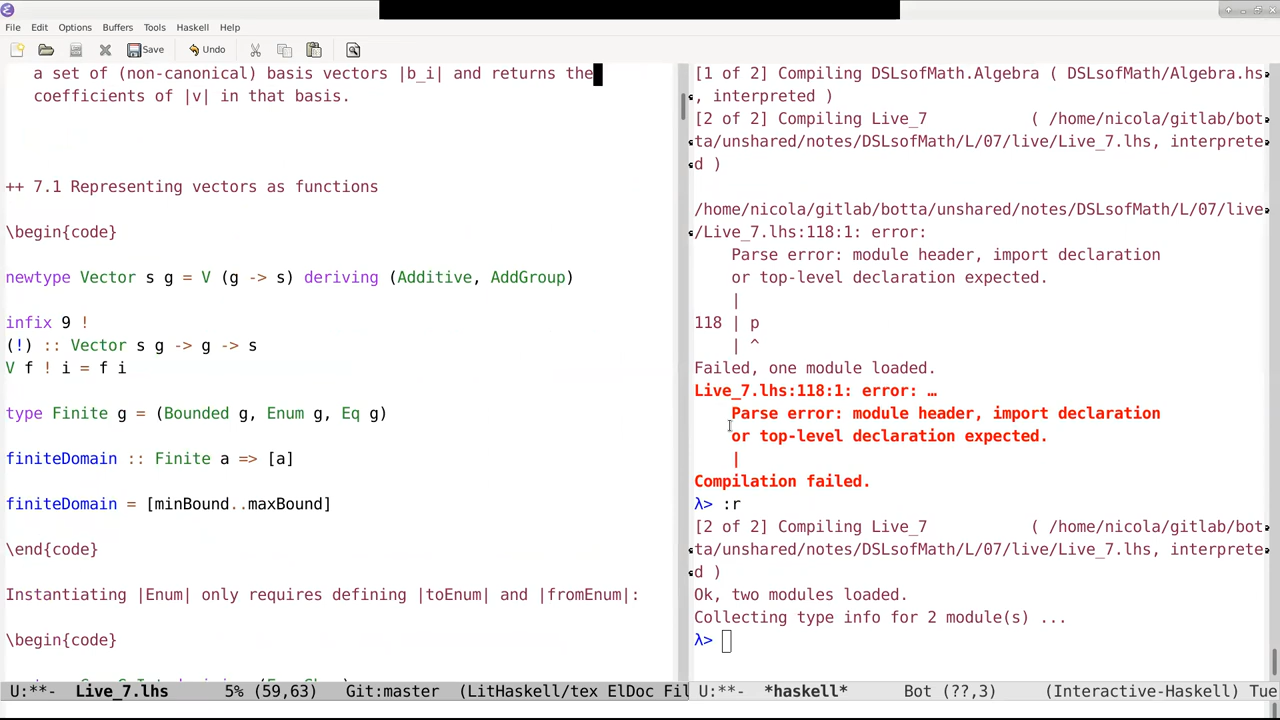 File Edit Options Buffers Tools Haskell Help
Save Undo
a set of (non-canonical) basis vectors |b_i| and returns the
coefficients of |v| in that basis.
++ 7.1 Representing vectors as functions
\begin{code}
newtype Vector s g = V (g -> s) deriving (Additive, AddGroup)
infix 9 !
(!) :: Vector s g -> g -> s
V f ! i = f i
type Finite g = (Bounded g, Enum g, Eq g)
finiteDomain :: Finite a => [a]
finiteDomain = [minBound..maxBound]
\end{code}
Instantiating |Enum| only requires defining |toEnum| and |fromEnum|:
\begin{code}
U:**- Live_7.lhs 5% (59,63) Git:master (LitHaskell/tex ElDoc Fil
[1 of 2] Compiling DSLsofMath.Algebra ( DSLsofMath/Algebra.hs
, interpreted )
[2 of 2] Compiling Live_7 ( /home/nicola/gitlab/bot
ta/unshared/notes/DSLsofMath/L/07/live/Live_7.lhs, interprete
d )
/home/nicola/gitlab/botta/unshared/notes/DSLsofMath/L/07/live
/Live_7.lhs:118:1: error:
Parse error: module header, import declaration
or top-level declaration expected.
|
118 | p
| ^
Failed, one module loaded.
Live_7.lhs:118:1: error: …
Parse error: module header, import declaration
or top-level declaration expected.
|
Compilation failed.
λ> :r
[2 of 2] Compiling Live_7 ( /home/nicola/gitlab/bot
ta/unshared/notes/DSLsofMath/L/07/live/Live_7.lhs, interprete
d )
Ok, two modules loaded.
Collecting type info for 2 module(s) ...
λ>
U:**- *haskell* Bot (??,3) (Interactive-Haskell) Tue